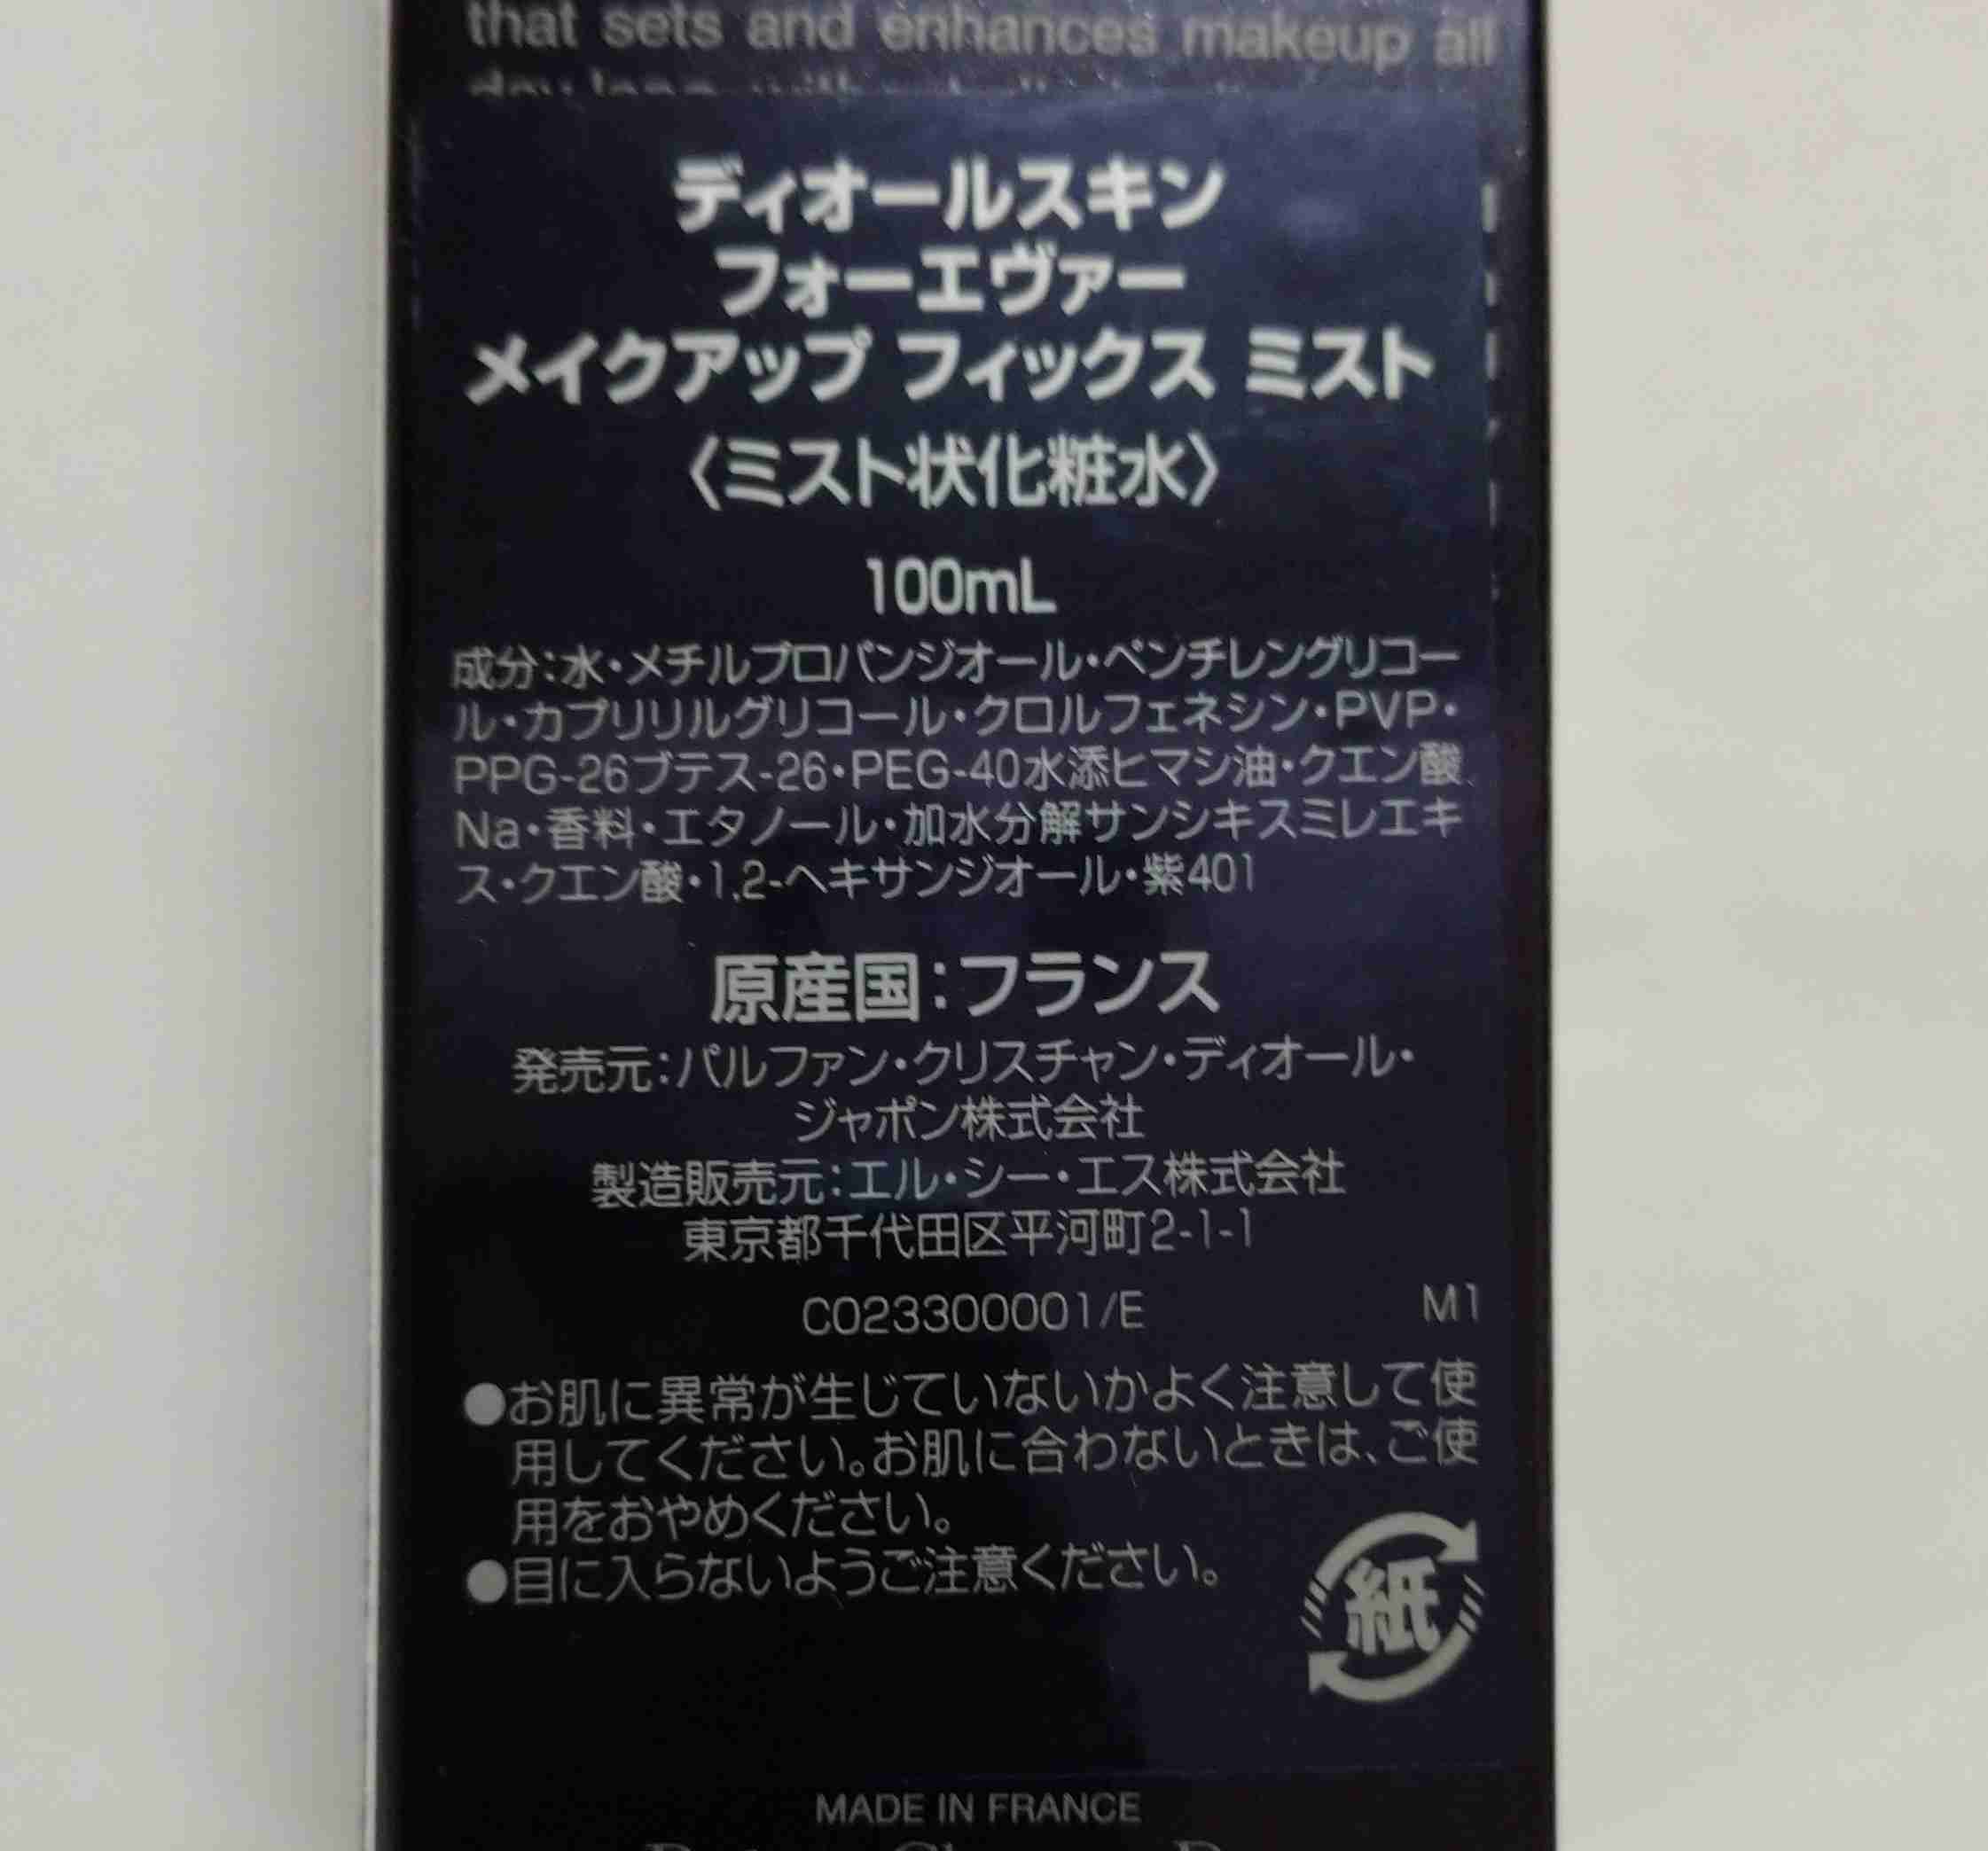 that sets and enhances makeup all
ディオールスキン
フォーエヴァー
メイクアップ フィックス ミスト
〈ミスト状化粧水〉
100mL
成分：水・メチルプロパンジオール・ペンチレングリコー
ル・カプリリルグリコール・クロルフェネシン・PVP・
PPG-26ブテス-26・PEG-40水添ヒマシ油・クエン酸
Na・香料・エタノール・加水分解サンシキスミレエキ
ス・クエン酸・1,2-ヘキサンジオール・紫401
原産国：フランス
発売元：パルファン・クリスチャン・ディオール・
ジャポン株式会社
製造販売元：エル・シー・エス株式会社
東京都千代田区平河町2-1-1
C023300001/E
M1
●お肌に異常が生じていないかよく注意して使
用してください。お肌に合わないときは、ご使
用をおやめください。
●目に入らないようご注意ください。
紙
MADE IN FRANCE